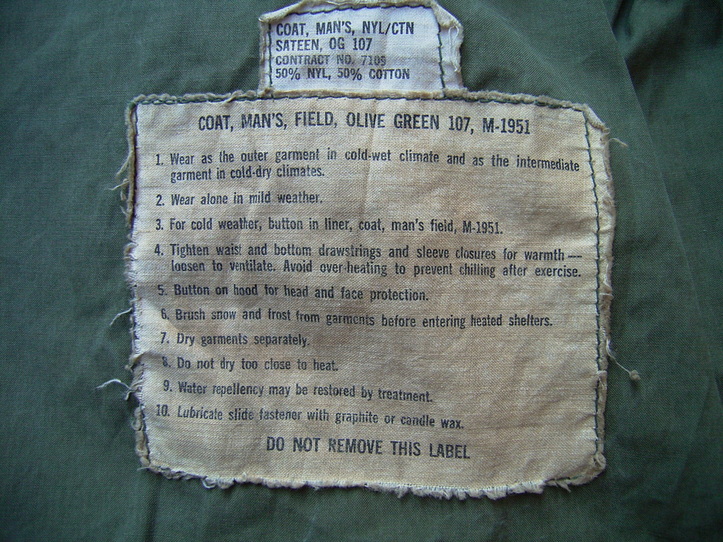 COAT, MAN'S, NYL/CTN
SATEEN, OG 107
CONTRACT NO. 7105
50% NYL, 50% COTTON
COAT, MAN'S, FIELD, OLIVE GREEN 107, M-1951
1. Wear as the outer garment in cold-wet climate and as the intermediate
garment in cold-dry climates.
2. Wear alone in mild weather.
3. For cold weather, button in liner, coat, man's field, M-1951.
4. Tighten waist and bottom drawstrings and sleeve closures for warmth —
loosen to ventilate. Avoid over-heating to prevent chilling after exercise.
5. Button on hood for head and face protection.
6. Brush snow and frost from garments before entering heated shelters.
7. Dry garments separately.
8. Do not dry too close to heat.
9. Water repellency may be restored by treatment.
10. Lubricate slide fastener with graphite or candle wax.
DO NOT REMOVE THIS LABEL